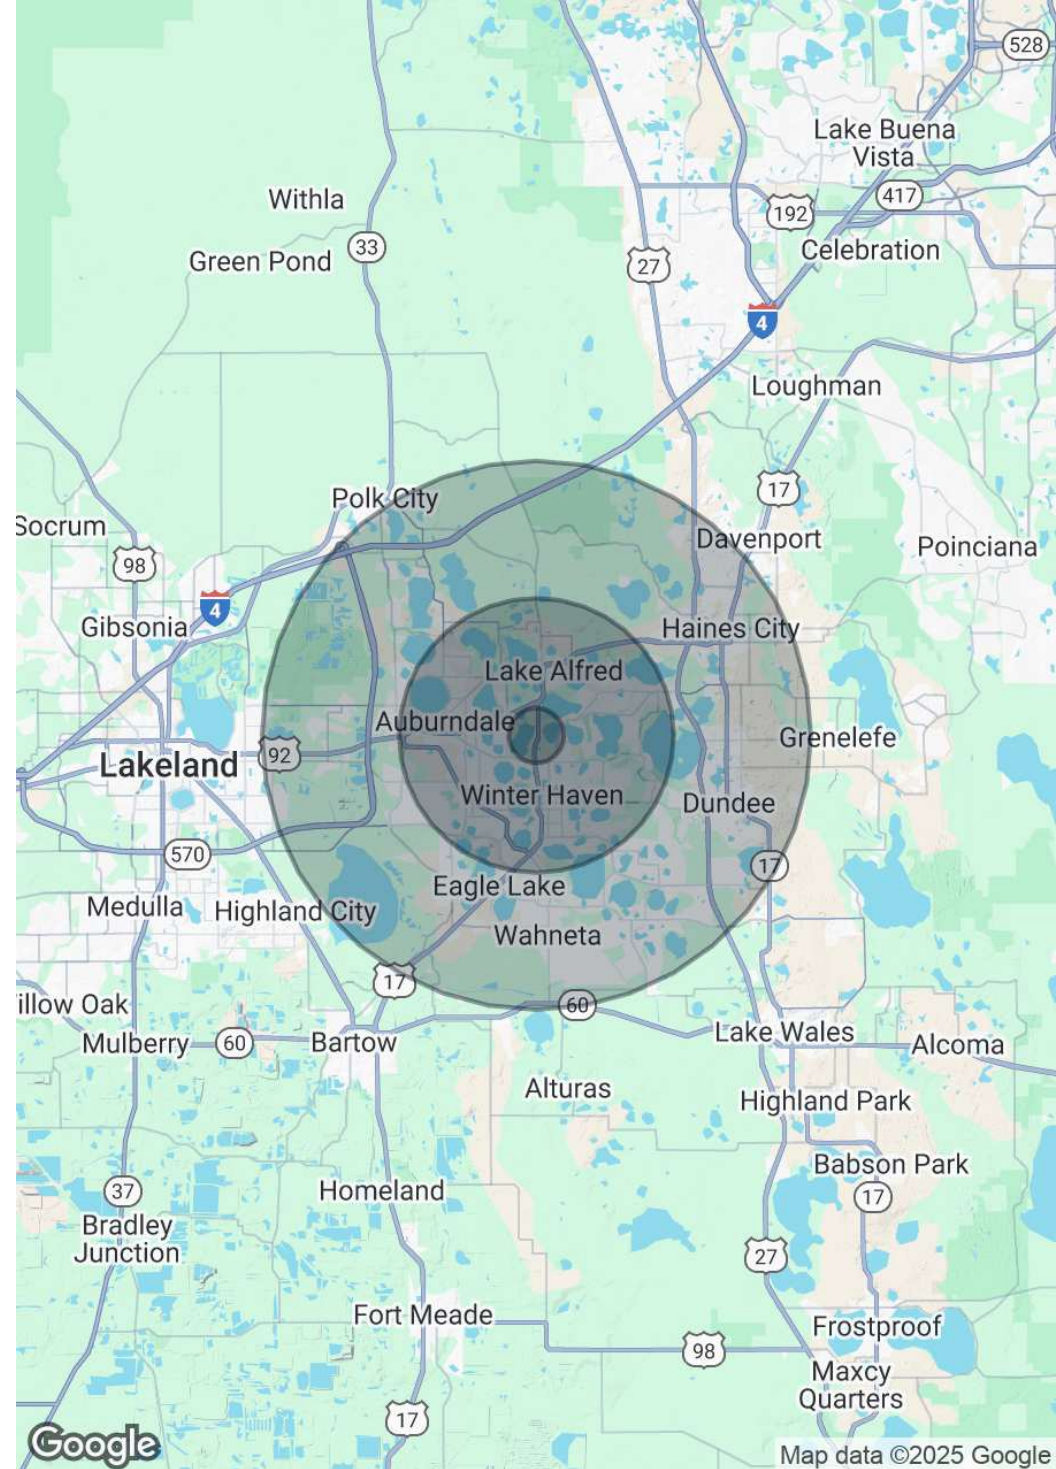 528
Lake Buena
Vista
417
Withla
192
33
Celebration
Green Pond
27
4
Loughman
17
Polk City
Socrum
Davenport
Poinciana
98
4
Gibsonia
Haines City
Lake Alfred
Auburndale
Grenelefe
92
Lakeland
Winter Haven
Dundee
570
17
Eagle Lake
Medulla
Highland City
Wahneta
17
illow Oak
60
Lake Wales
Mulberry
60
Bartow
Alcoma
Alturas
Highland Park
Babson Park
37
Homeland
17
Bradley
Junction
27
Fort Meade
Frostproof
98
Maxcy
Quarters
17
Google
Map data ©2025 Google